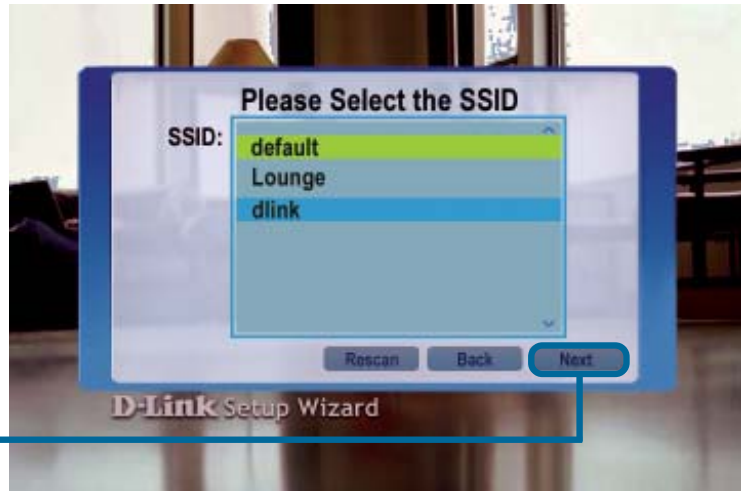 Please Select the SSID
SSID:
default
Lounge
dlink
Rescan Back Next
D-Link Setup Wizard